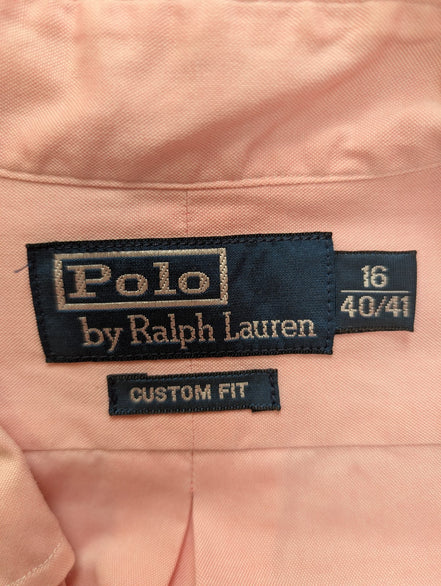 Polo
by Ralph Lauren
16
40/41
CUSTOM FIT